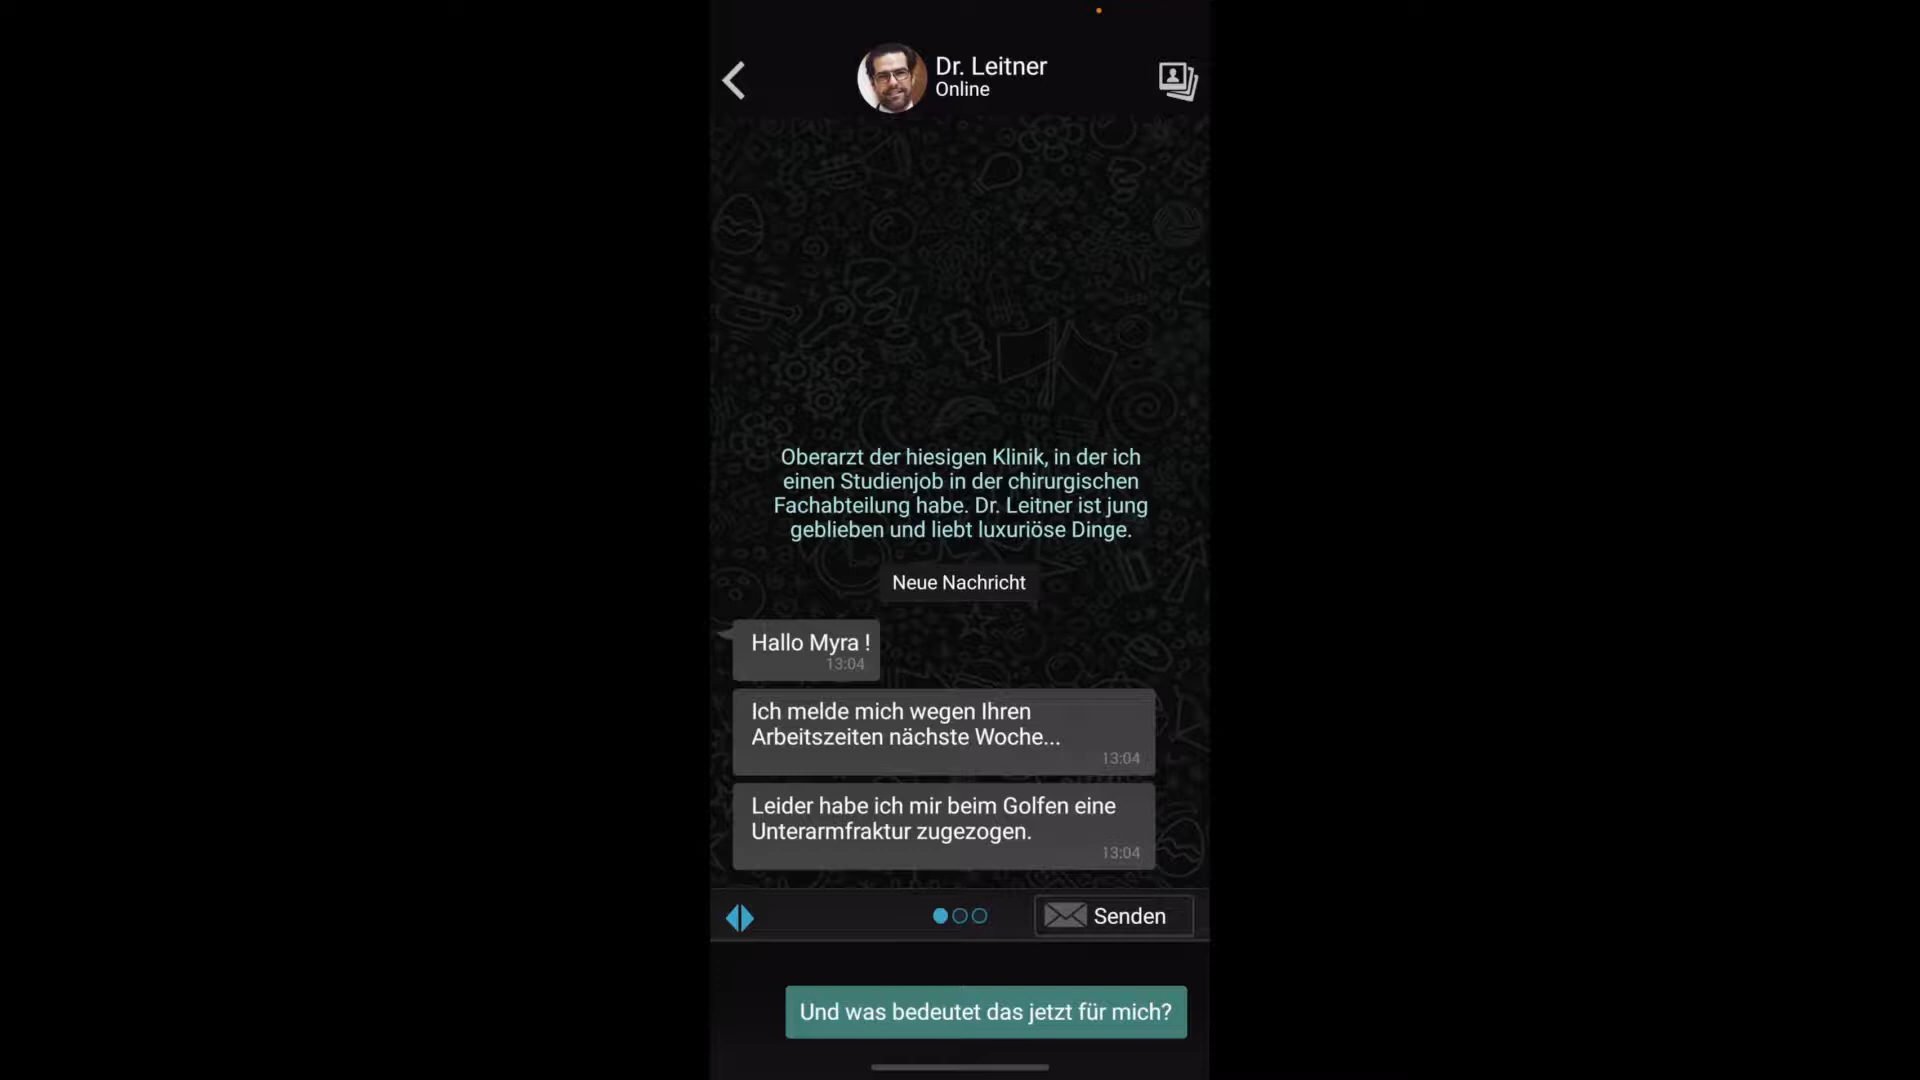 Dr. Leitner
Online
Oberarzt der hiesigen Klinik, in der ich
einen Studienjob in der chirurgischen
Fachabteilung habe. Dr. Leitner ist jung
geblieben und liebt luxuriöse Dinge.
Neue Nachricht
Hallo Myra !
13:04
Ich melde mich wegen Ihren
Arbeitszeiten nächste Woche...
13:04
Leider habe ich mir beim Golfen eine
Unterarmfraktur zugezogen.
13:04
Senden
Und was bedeutet das jetzt für mich?